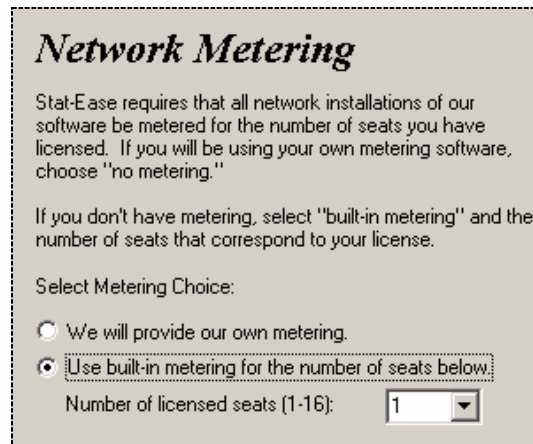 Network Metering
Stat-Ease requires that all network installations of our
software be metered for the number of seats you have
licensed.  If you will be using your own metering software,
choose "no metering."
If you don't have metering, select "built-in metering" and the
number of seats that correspond to your license.
Select Metering Choice:
We will provide our own metering.
Use built-in metering for the number of seats below.
Number of licensed seats (1-16): 1